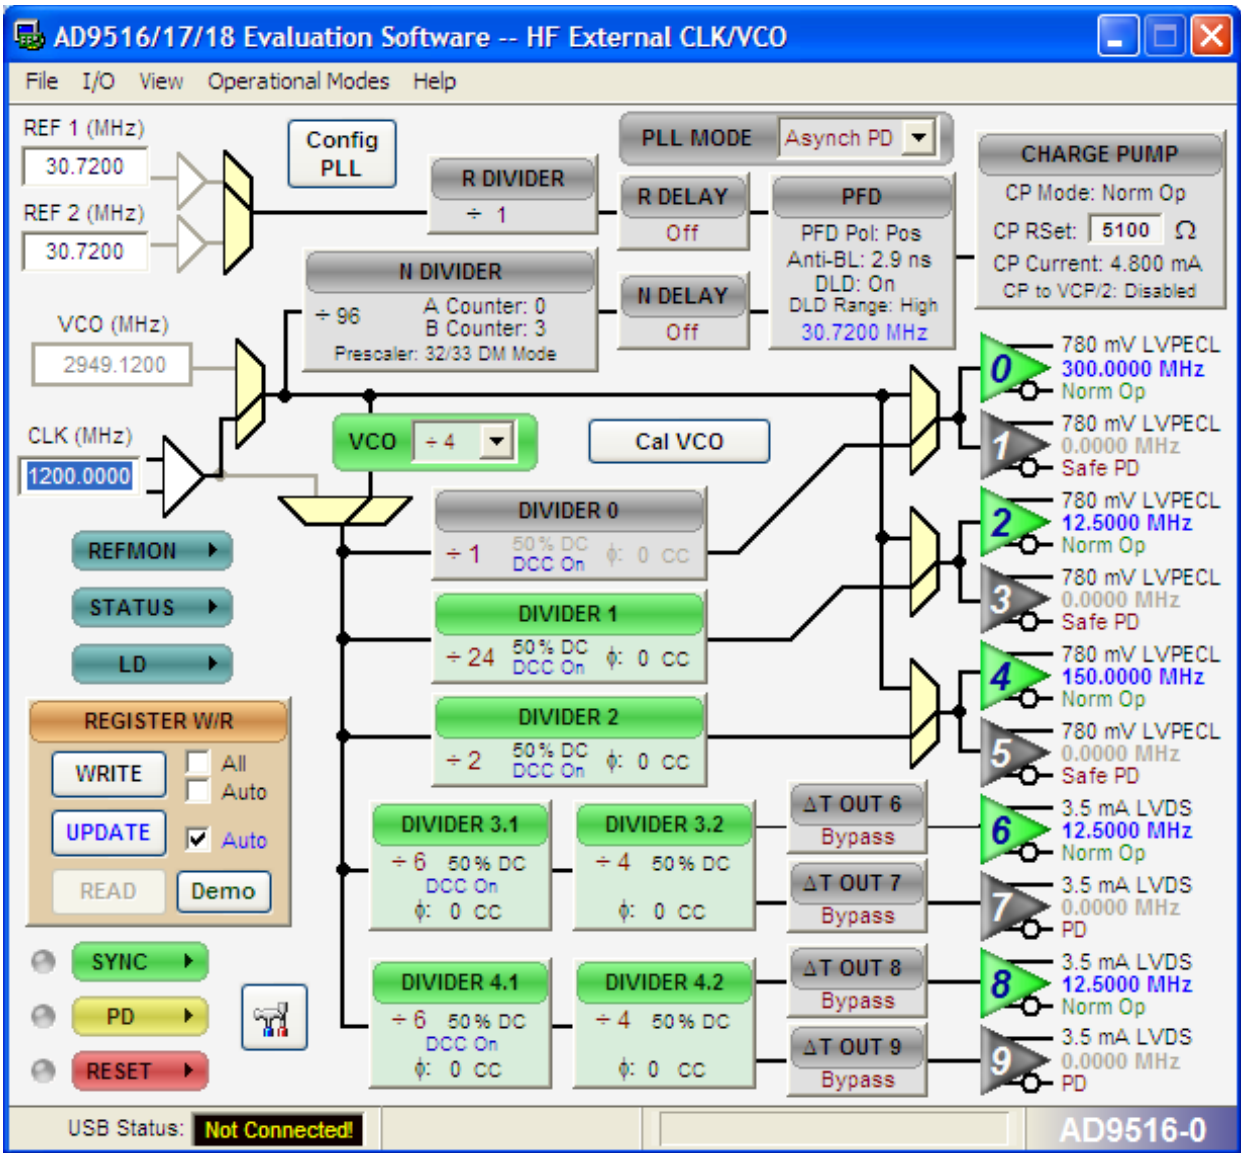 AD9516/17/18 Evaluation Software -- HF External CLK/VCO
File I/O View Operational Modes Help
REF 1 (MHz)
30.7200
REF 2 (MHz)
30.7200
Config
PLL
R DIVIDER
÷ 1
PLL MODE Asynch PD
R DELAY
Off
PFD
PFD Pol: Pos
Anti-BL: 2.9 ns
DLD: On
DLD Range: High
30.7200 MHz
CHARGE PUMP
CP Mode: Norm Op
CP RSet: 5100 Ω
CP Current: 4.800 mA
CP to VCP/2: Disabled
N DIVIDER
÷ 96
A Counter: 0
B Counter: 3
Prescaler: 32/33 DM Mode
N DELAY
Off
VCO (MHz)
2949.1200
CLK (MHz)
1200.0000
VCO ÷ 4
Cal VCO
0
780 mV LVPECL
300.0000 MHz
Norm Op
1
780 mV LVPECL
0.0000 MHz
Safe PD
DIVIDER 0
÷ 1 50% DC ϕ: 0 CC
DCC On
2
780 mV LVPECL
12.5000 MHz
Norm Op
3
780 mV LVPECL
0.0000 MHz
Safe PD
REFMON
STATUS
LD
DIVIDER 1
÷ 24 50% DC ϕ: 0 CC
DCC On
4
780 mV LVPECL
150.0000 MHz
Norm Op
5
780 mV LVPECL
0.0000 MHz
Safe PD
DIVIDER 2
÷ 2 50% DC ϕ: 0 CC
DCC On
REGISTER W/R
WRITE All
Auto
UPDATE Auto
READ Demo
DIVIDER 3.1
÷ 6 50% DC
DCC On
ϕ: 0 CC
DIVIDER 3.2
÷ 4 50% DC
ϕ: 0 CC
ΔT OUT 6
Bypass
ΔT OUT 7
Bypass
6
3.5 mA LVDS
12.5000 MHz
Norm Op
7
3.5 mA LVDS
0.0000 MHz
PD
SYNC
PD
RESET
DIVIDER 4.1
÷ 6 50% DC
DCC On
ϕ: 0 CC
DIVIDER 4.2
÷ 4 50% DC
ϕ: 0 CC
ΔT OUT 8
Bypass
ΔT OUT 9
Bypass
8
3.5 mA LVDS
12.5000 MHz
Norm Op
9
3.5 mA LVDS
0.0000 MHz
PD
USB Status: Not Connected!
AD9516-0